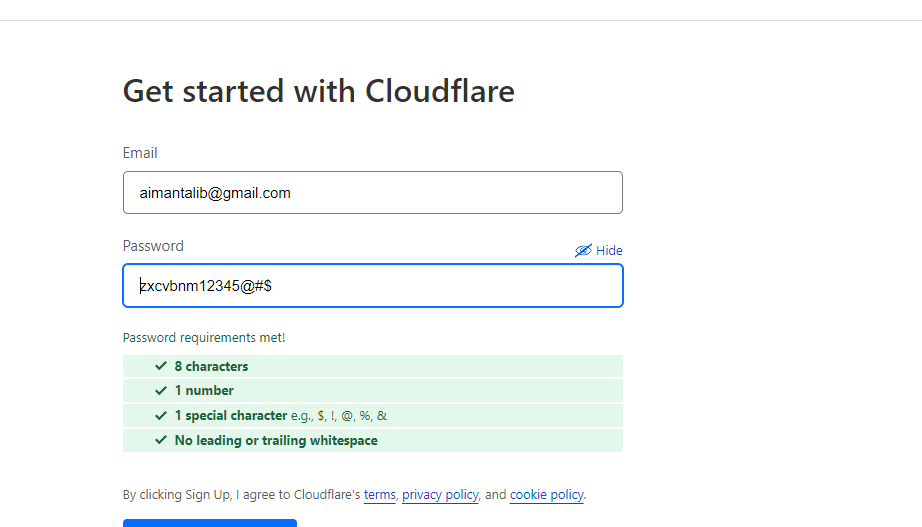 Get started with Cloudflare
Email
aimantalib@gmail.com
Password
Hide
zxcvbnm12345@#$
Password requirements met!
8 characters
1 number
1 special character e.g., $, !, @, %, &
No leading or trailing whitespace
By clicking Sign Up, I agree to Cloudflare's terms, privacy policy, and cookie policy.